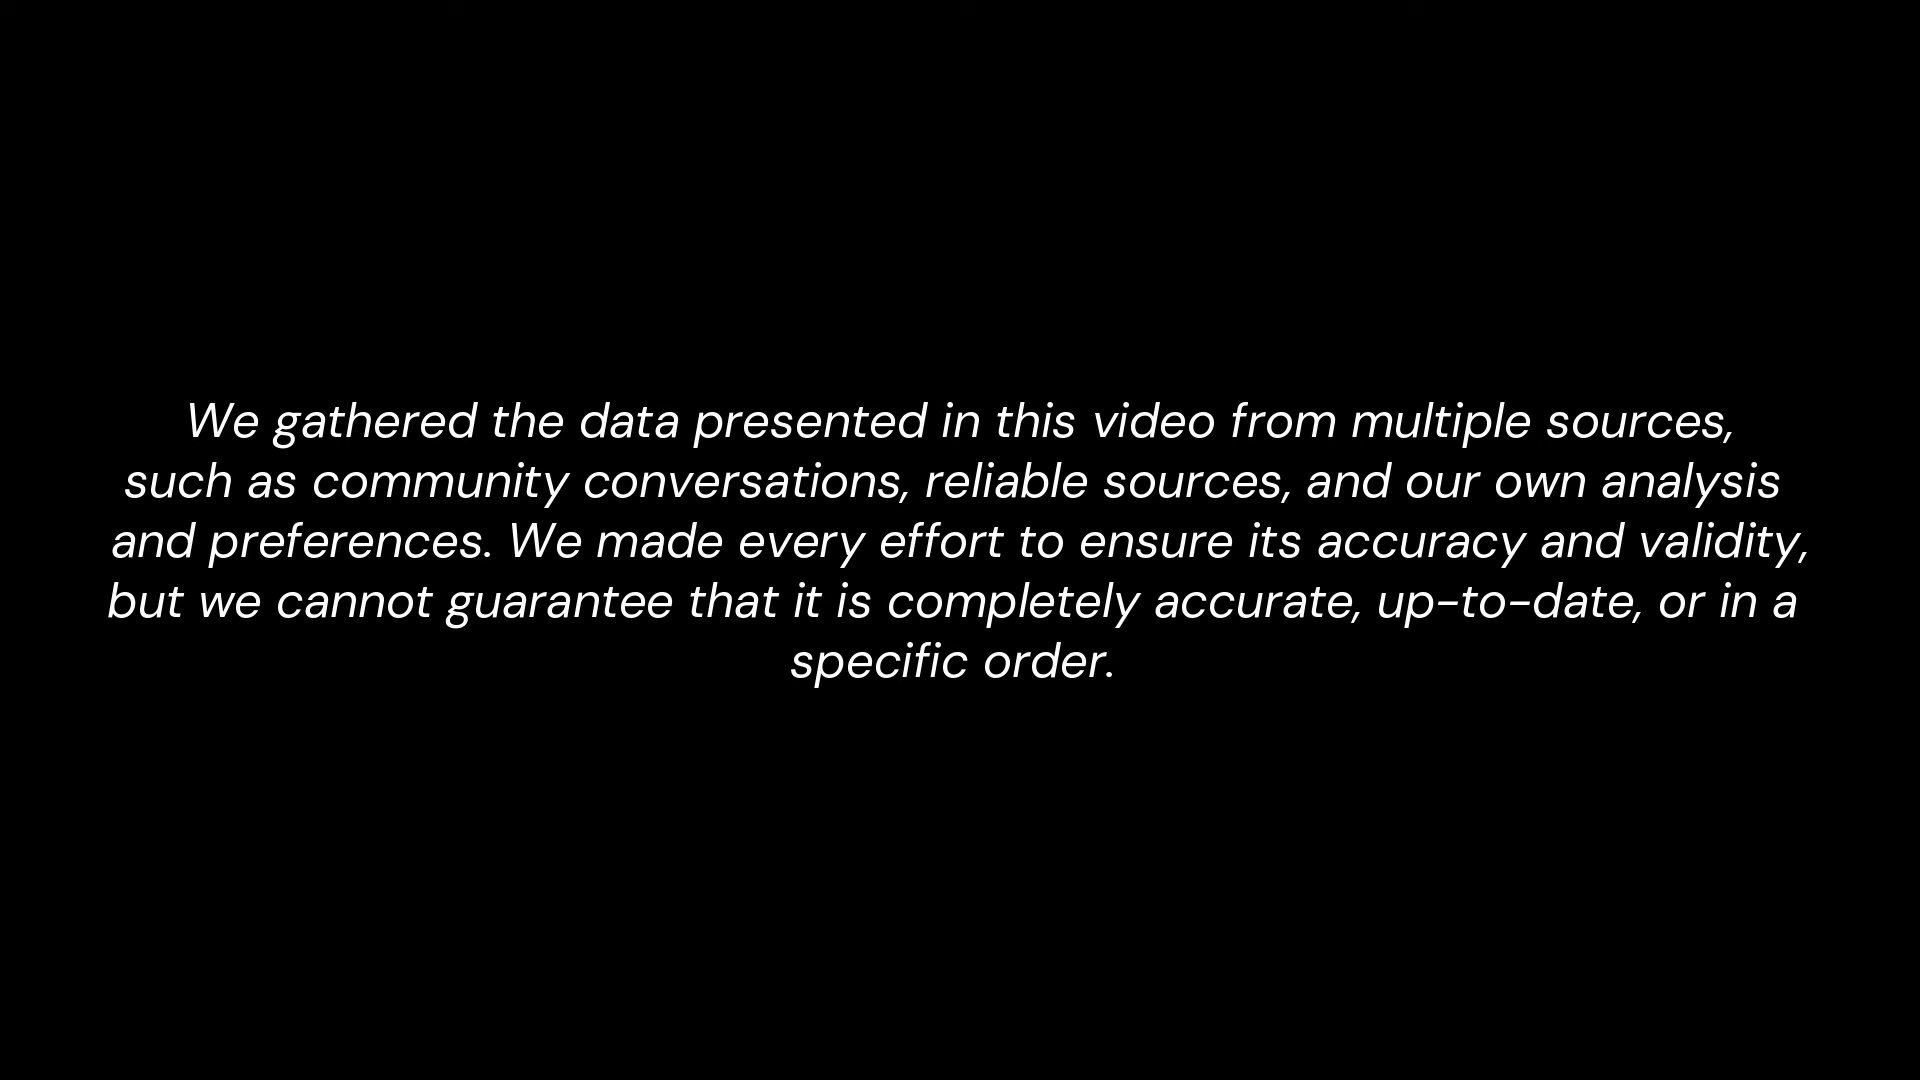 We gathered the data presented in this video from multiple sources,
such as community conversations, reliable sources, and our own analysis
and preferences. We made every effort to ensure its accuracy and validity,
but we cannot guarantee that it is completely accurate, up-to-date, or in a
specific order.